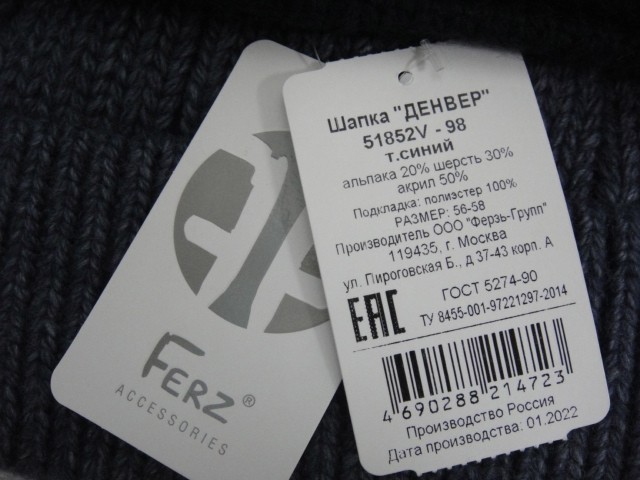 FERZ®
ACCESSORIES
Шапка "ДЕНВЕР"
51852V - 98
т.синий
альпака 20% шерсть 30%
акрил 50%
Подкладка: полиэстер 100%
РАЗМЕР: 56-58
Производитель ООО "Ферзь-Групп"
119435, г. Москва
ул. Пироговская Б., д 37-43 корп. А
ГОСТ 5274-90
EAC
ТУ 8455-001-97221297-2014
4 690288 214723
Производство Россия
Дата производства: 01.2022